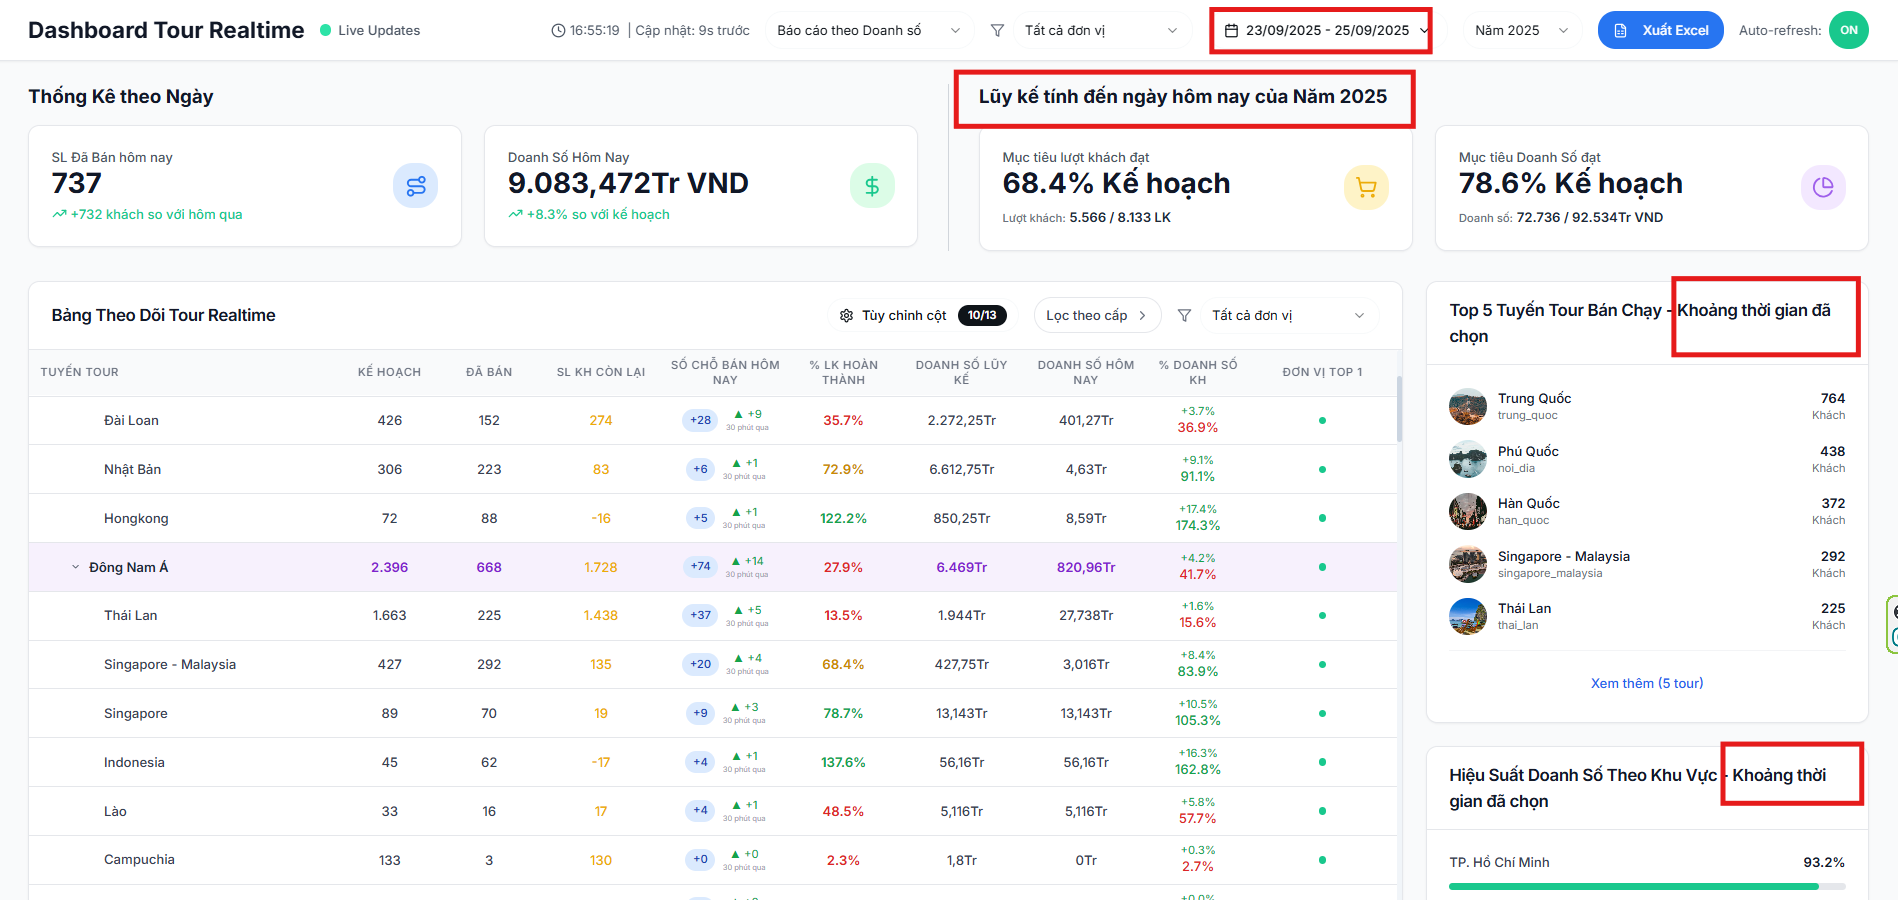 Dashboard Tour Realtime
Live Updates
16:55:19 | Cập nhật: 9s trước
Báo cáo theo Doanh số
Tất cả đơn vị
23/09/2025 - 25/09/2025
Năm 2025
Xuất Excel
Auto-refresh:
ON
Thống Kê theo Ngày
Lũy kế tính đến ngày hôm nay của Năm 2025
SL Đã Bán hôm nay
737
+732 khách so với hôm qua
Doanh Số Hôm Nay
9.083,472Tr VND
+8.3% so với kế hoạch
$
Mục tiêu lượt khách đạt
68.4% Kế hoạch
Lượt khách: 5.566 / 8.133 LK
Mục tiêu Doanh Số đạt
78.6% Kế hoạch
Doanh số: 72.736 / 92.534Tr VND
Bảng Theo Dõi Tour Realtime
Tùy chỉnh cột
10/13
Lọc theo cấp
Tất cả đơn vị
TUYẾN TOUR
KẾ HOẠCH
ĐÃ BÁN
SL KH CÒN LẠI
SỐ CHỖ BÁN HÔM
NAY
% LK HOÀN
THÀNH
DOANH SỐ LŨY
KẾ
DOANH SỐ HÔM
NAY
% DOANH SỐ
KH
ĐƠN VỊ TOP 1
Đài Loan 426 152 274 +28 ▲ +9 35.7% 2.272,25Tr 401,27Tr +3.7%
30 phút qua 36.9%
Nhật Bản 306 223 83 +6 ▲ +1 72.9% 6.612,75Tr 4,63Tr +9.1%
30 phút qua 91.1%
Hongkong 72 88 -16 +5 ▲ +1 122.2% 850,25Tr 8,59Tr +17.4%
30 phút qua 174.3%
Đông Nam Á 2.396 668 1.728 +74 ▲ +14 27.9% 6.469Tr 820,96Tr +4.2%
30 phút qua 41.7%
Thái Lan 1.663 225 1.438 +37 ▲ +5 13.5% 1.944Tr 27,738Tr +1.6%
30 phút qua 15.6%
Singapore - Malaysia 427 292 135 +20 ▲ +4 68.4% 427,75Tr 3,016Tr +8.4%
30 phút qua 83.9%
Singapore 89 70 19 +9 ▲ +3 78.7% 13,143Tr 13,143Tr +10.5%
30 phút qua 105.3%
Indonesia 45 62 -17 +4 ▲ +1 137.6% 56,16Tr 56,16Tr +16.3%
30 phút qua 162.8%
Lào 33 16 17 +4 ▲ +1 48.5% 5,116Tr 5,116Tr +5.8%
30 phút qua 57.7%
Campuchia 133 3 130 +0 ▲ +0 2.3% 1,8Tr 0Tr +0.3%
30 phút qua 2.7%
Top 5 Tuyến Tour Bán Chạy - Khoảng thời gian đã
chọn
Trung Quốc 764
trung_quoc Khách
Phú Quốc 438
noi_dia Khách
Hàn Quốc 372
han_quoc Khách
Singapore - Malaysia 292
singapore_malaysia Khách
Thái Lan 225
thai_lan Khách
Xem thêm (5 tour)
Hiệu Suất Doanh Số Theo Khu Vực - Khoảng thời
gian đã chọn
TP. Hồ Chí Minh 93.2%